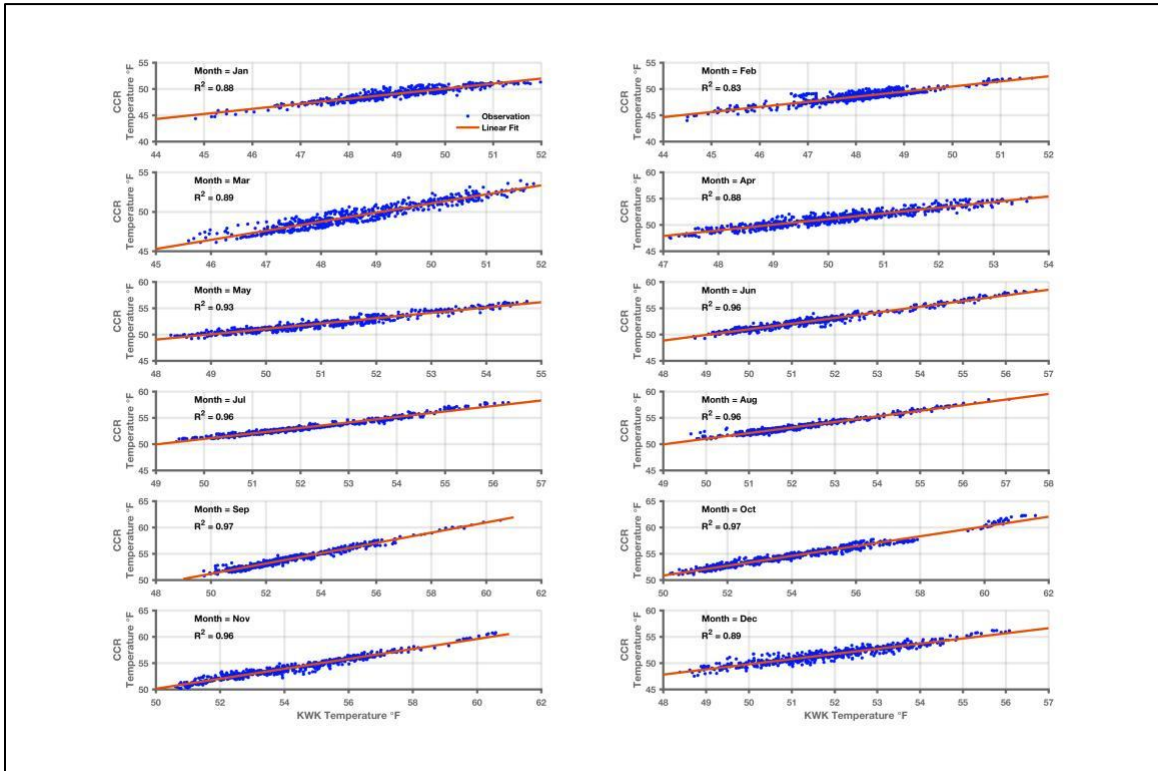 CCR
Temperature °F
55
50
45
40
Month = Jan
R² = 0.88
Observation
Linear Fit
44 45 46 47 48 49 50 51 52
CCR
Temperature °F
55
50
45
40
Month = Feb
R² = 0.83
44 45 46 47 48 49 50 51 52
CCR
Temperature °F
55
50
45
Month = Mar
R² = 0.89
45 46 47 48 49 50 51 52
CCR
Temperature °F
60
55
50
45
Month = Apr
R² = 0.88
47 48 49 50 51 52 53 54
CCR
Temperature °F
60
55
50
45
Month = May
R² = 0.93
48 49 50 51 52 53 54 55
CCR
Temperature °F
60
55
50
45
Month = Jun
R² = 0.96
48 49 50 51 52 53 54 55 56 57
CCR
Temperature °F
60
55
50
45
Month = Jul
R² = 0.96
49 50 51 52 53 54 55 56 57
CCR
Temperature °F
60
55
50
45
Month = Aug
R² = 0.96
49 50 51 52 53 54 55 56 57 58
CCR
Temperature °F
65
60
55
50
Month = Sep
R² = 0.97
48 50 52 54 56 58 60 62
CCR
Temperature °F
65
60
55
50
Month = Oct
R² = 0.97
50 52 54 56 58 60 62
CCR
Temperature °F
65
60
55
50
Month = Nov
R² = 0.96
50 52 54 56 58 60 62
KWK Temperature °F
CCR
Temperature °F
60
55
50
45
Month = Dec
R² = 0.89
48 49 50 51 52 53 54 55 56 57
KWK Temperature °F